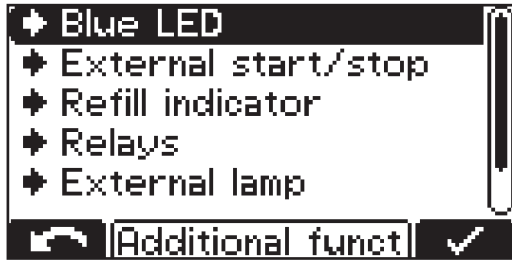 Blue LED
External start/stop
Refill indicator
Relays
External lamp
Additional funct